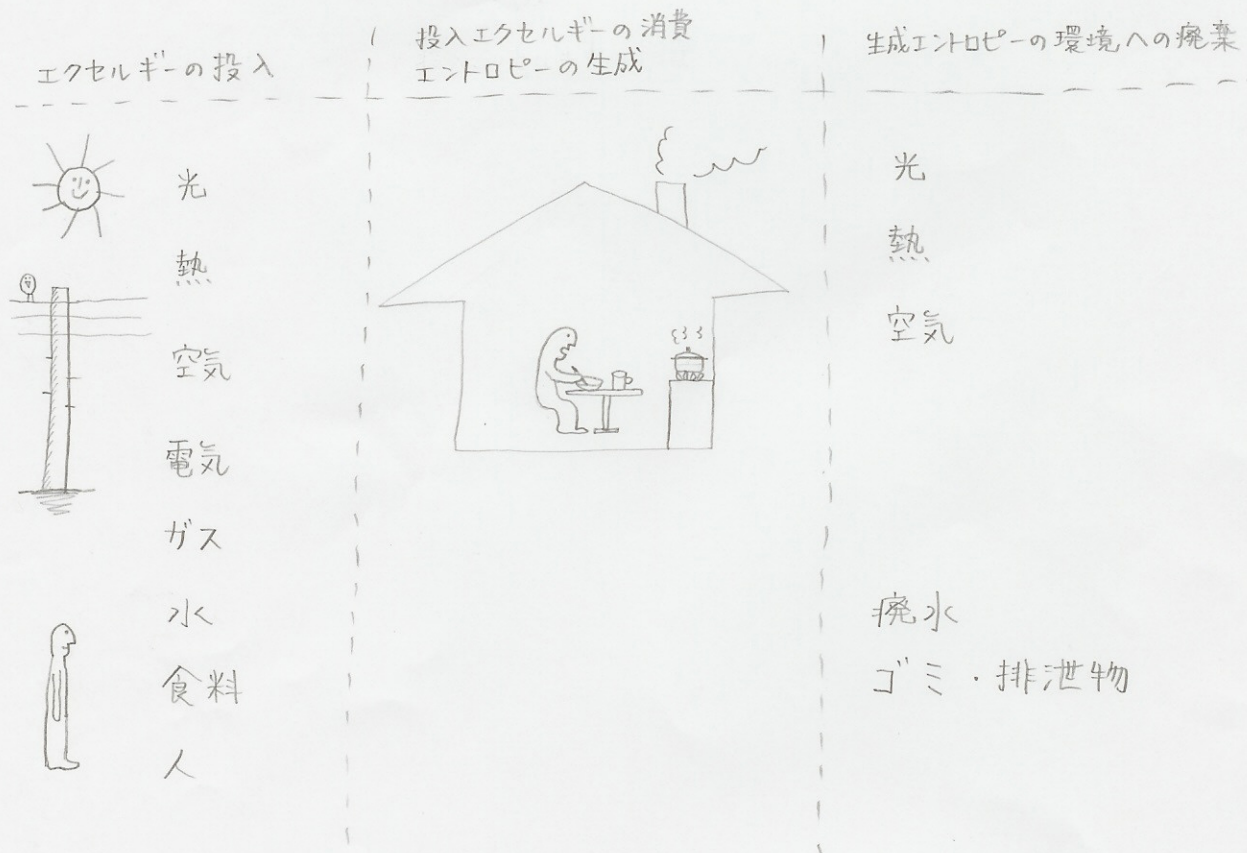 エクセルギーの投入
投入エクセルギーの消費
エントロピーの生成
生成エントロピーの環境への廃棄
光
熱
空気
電気
ガス
水
食料
人
光
熱
空気
廃水
ゴミ・排泄物